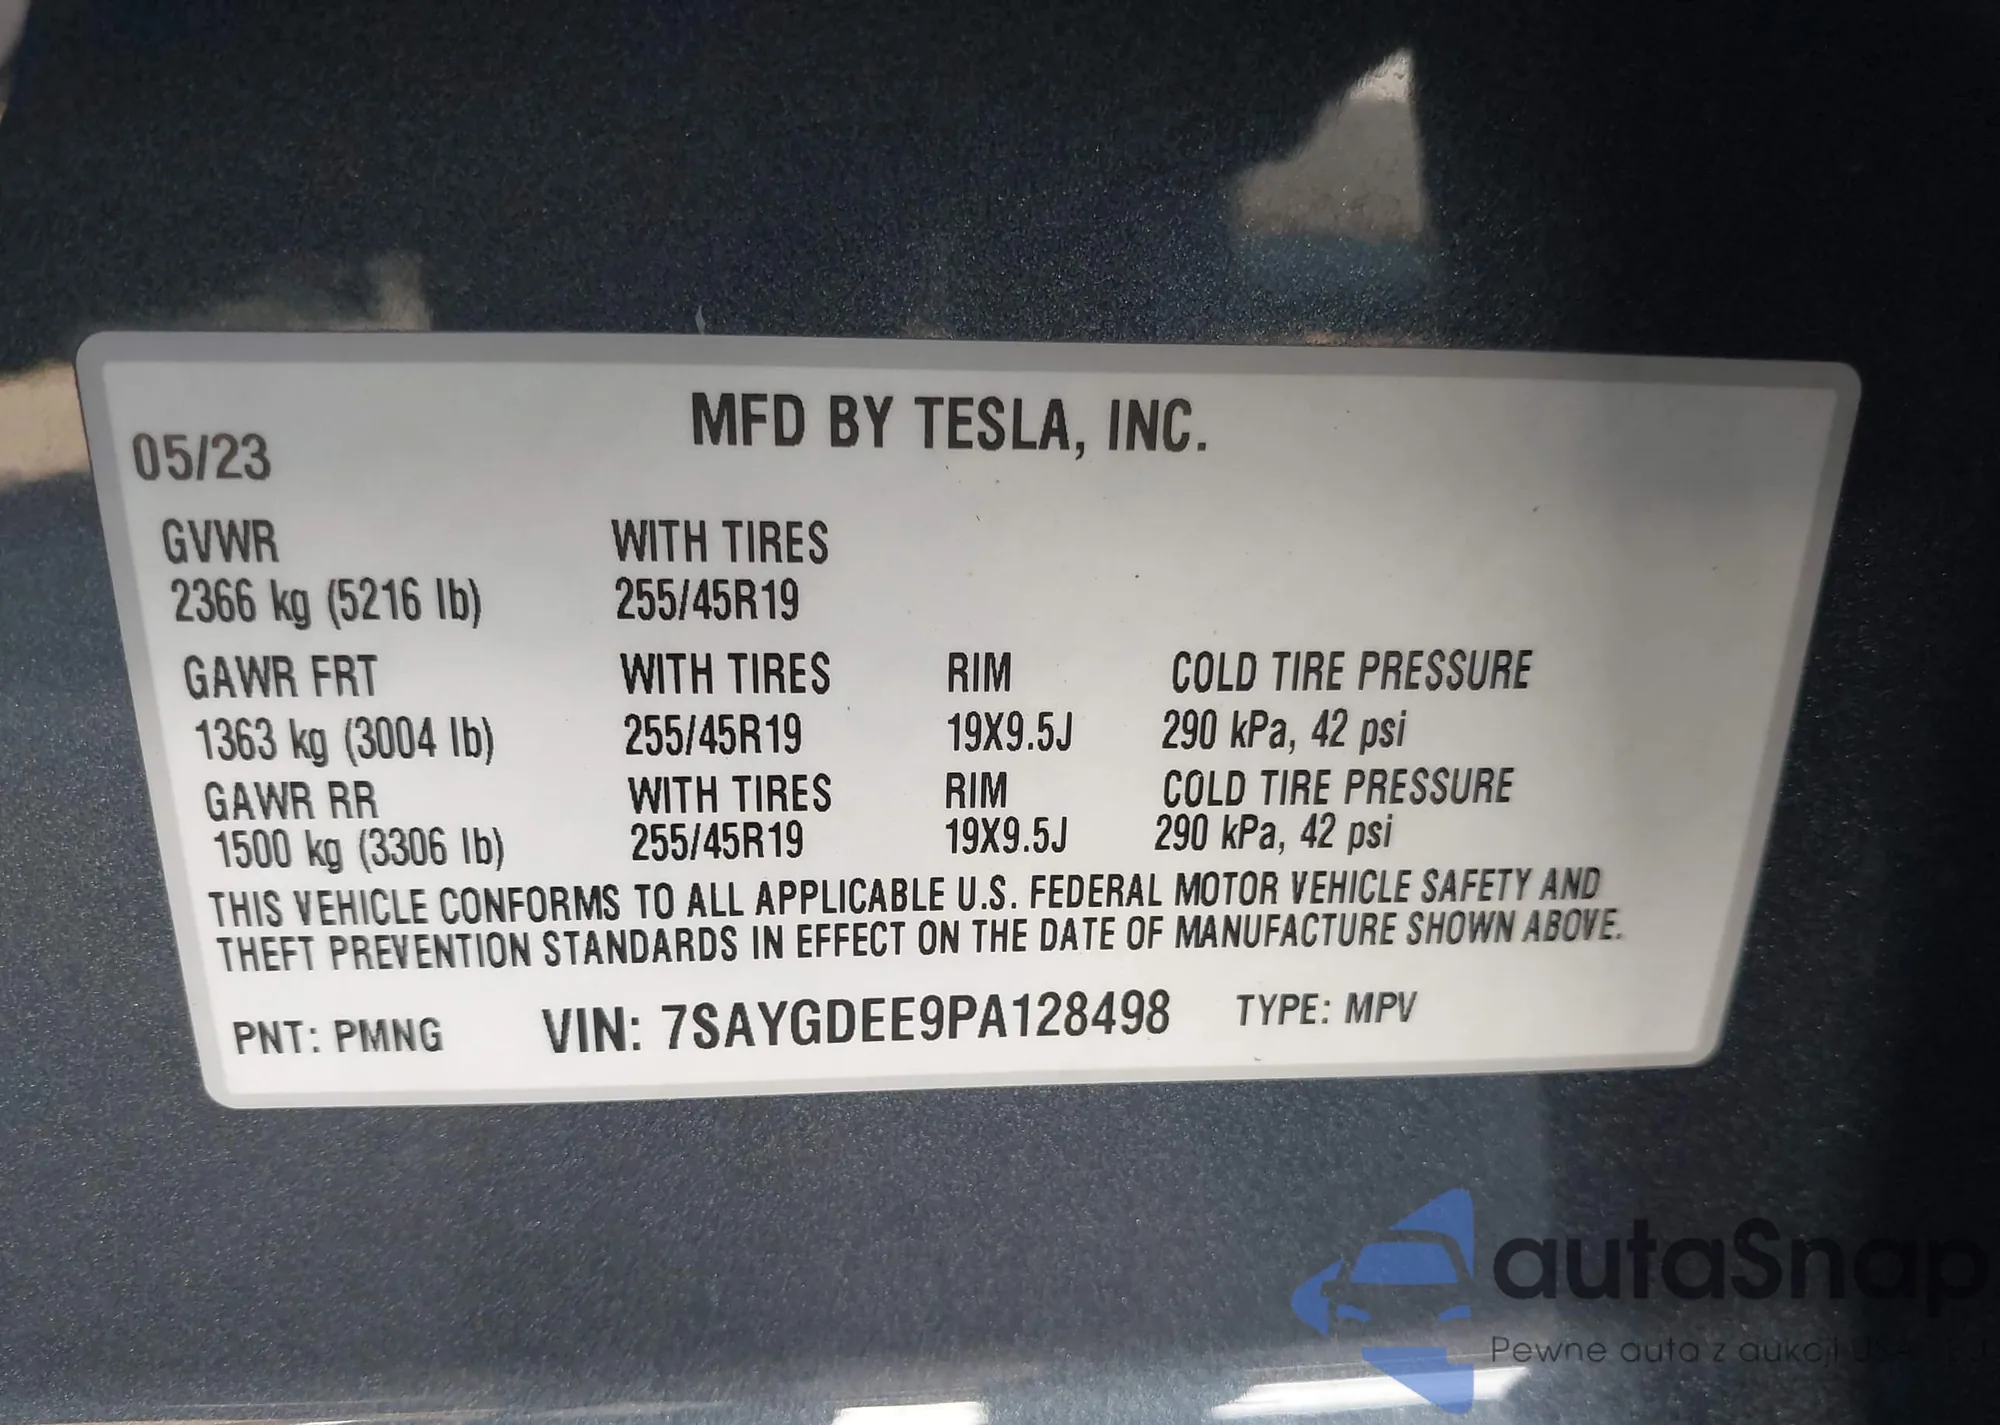 MFD BY TESLA, INC.
05/23
GVWR WITH TIRES
2366 kg (5216 lb) 255/45R19
GAWR FRT WITH TIRES RIM COLD TIRE PRESSURE
1363 kg (3004 lb) 255/45R19 19X9.5J 290 kPa, 42 psi
GAWR RR WITH TIRES RIM COLD TIRE PRESSURE
1500 kg (3306 lb) 255/45R19 19X9.5J 290 kPa, 42 psi
THIS VEHICLE CONFORMS TO ALL APPLICABLE U.S. FEDERAL MOTOR VEHICLE SAFETY AND
THEFT PREVENTION STANDARDS IN EFFECT ON THE DATE OF MANUFACTURE SHOWN ABOVE.
PNT: PMNG VIN: 7SAYGDEE9PA128498 TYPE: MPV
autaSnap
Pewne auta z aukcji